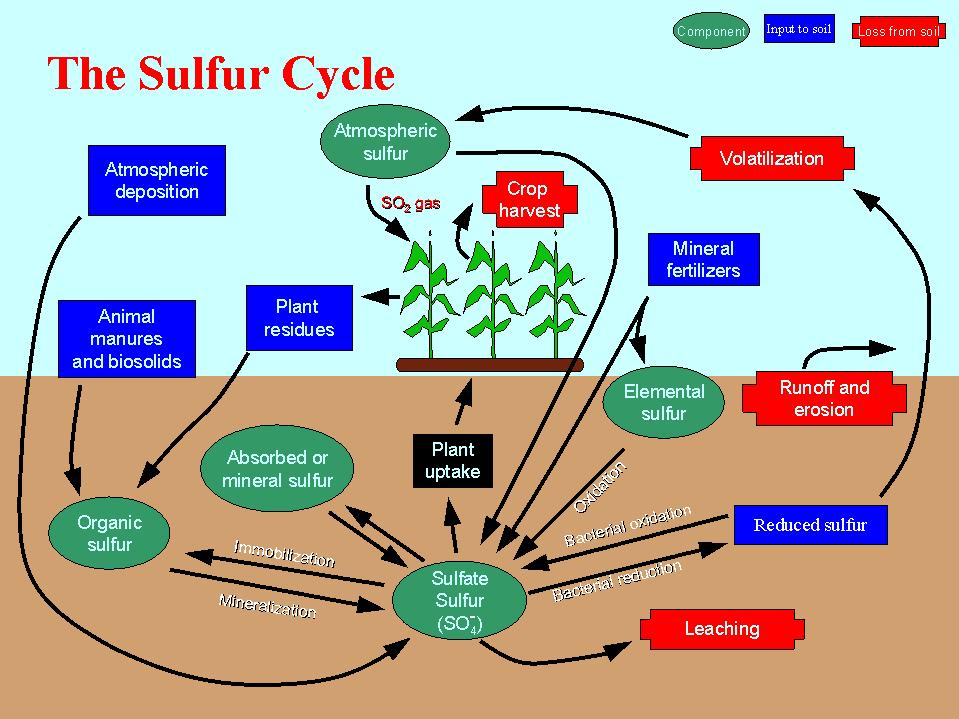 Component
Input to soil
Loss from soil
The Sulfur Cycle
Atmospheric
sulfur
Volatilization
Atmospheric
deposition
SO2 gas
Crop
harvest
Mineral
fertilizers
Animal
manures
and biosolids
Plant
residues
Elemental
sulfur
Runoff and
erosion
Absorbed or
mineral sulfur
Plant
uptake
Oxidation
Organic
sulfur
Bacterial oxidation
Reduced sulfur
Immobilization
Mineralization
Sulfate
Sulfur
(SO4-)
Bacterial reduction
Leaching